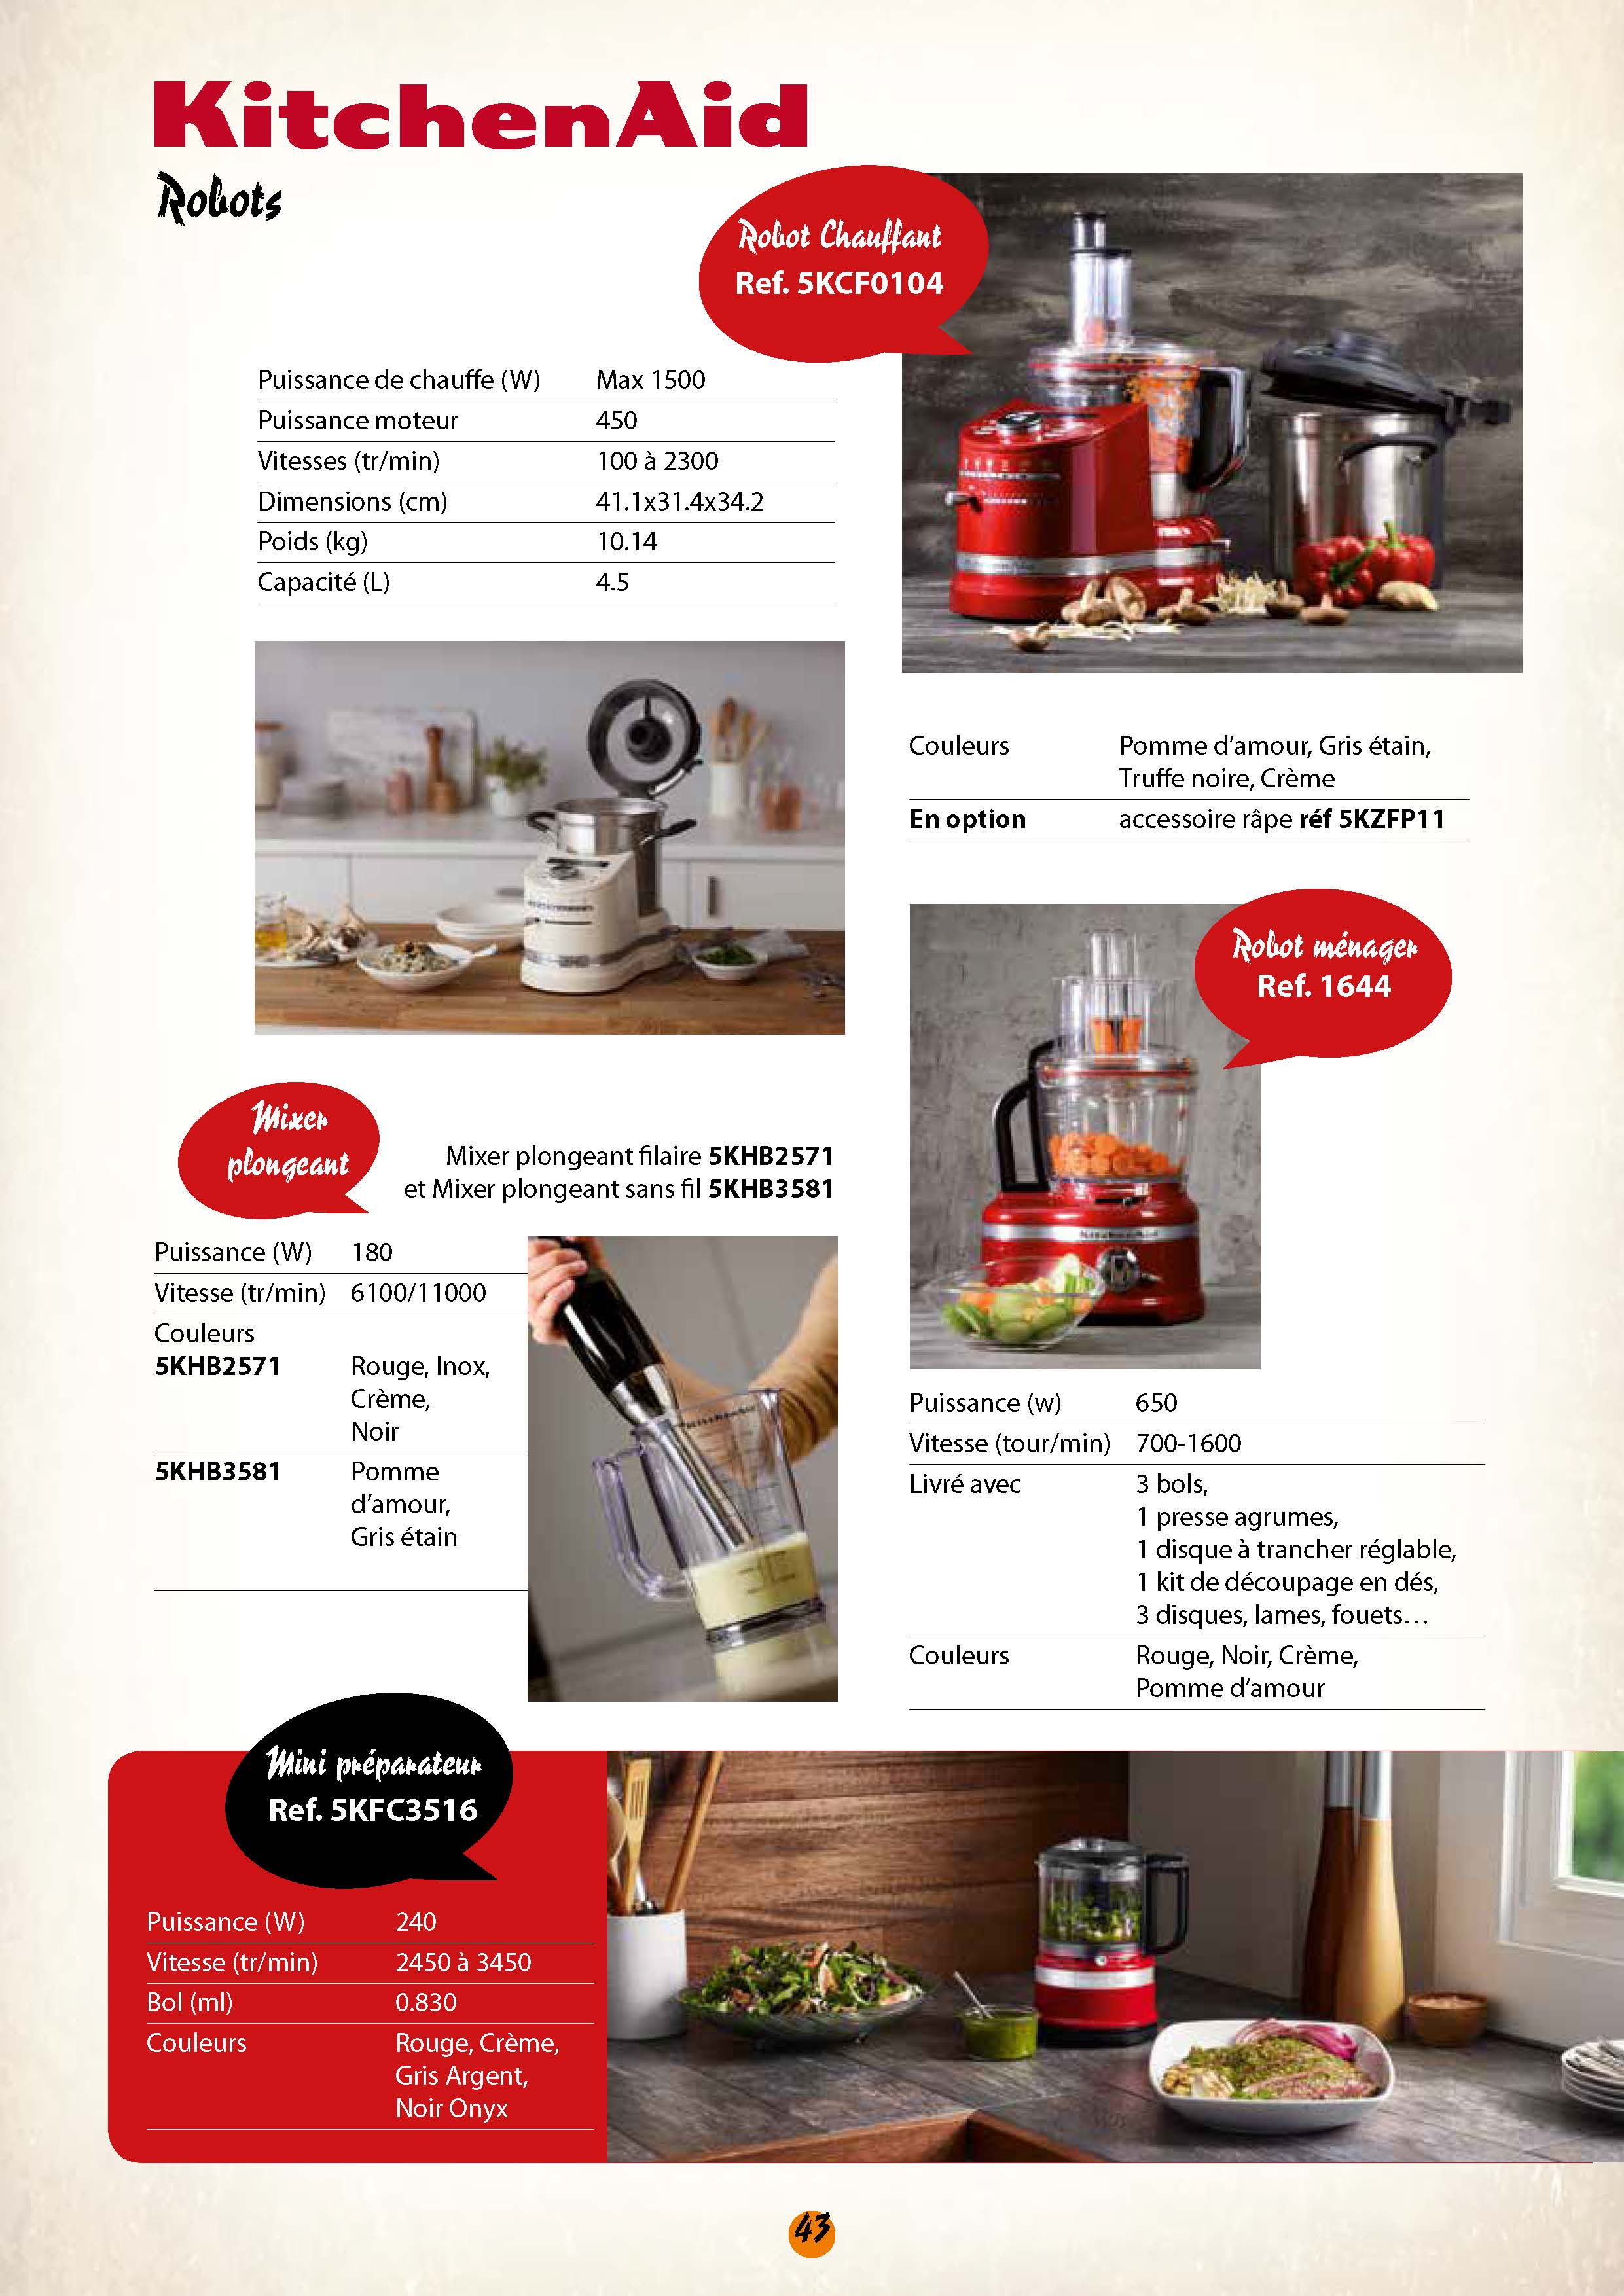 KitchenAid
Robots
Robot Chauffant
Ref. 5KCF0104
Puissance de chauffe (W) Max 1500
Puissance moteur 450
Vitesses (tr/min) 100 à 2300
Dimensions (cm) 41.1x31.4x34.2
Poids (kg) 10.14
Capacité (L) 4.5
Couleurs Pomme d’amour, Gris étain,
Truffe noire, Crème
En option accessoire râpe réf 5KZFP11
Robot ménager
Ref. 1644
Mixer
plongeant
Mixer plongeant filaire 5KHB2571
et Mixer plongeant sans fil 5KHB3581
Puissance (W) 180
Vitesse (tr/min) 6100/11000
Couleurs
5KHB2571 Rouge, Inox,
Crème,
Noir
5KHB3581 Pomme
d’amour,
Gris étain
KitchenAid
KitchenAid
Puissance (w) 650
Vitesse (tour/min) 700-1600
Livré avec 3 bols,
1 presse agrumes,
1 disque à trancher réglable,
1 kit de découpage en dés,
3 disques, lames, fouets…
Couleurs Rouge, Noir, Crème,
Pomme d’amour
Mini préparateur
Ref. 5KFC3516
Puissance (W) 240
Vitesse (tr/min) 2450 à 3450
Bol (ml) 0.830
Couleurs Rouge, Crème,
Gris Argent,
Noir Onyx
43